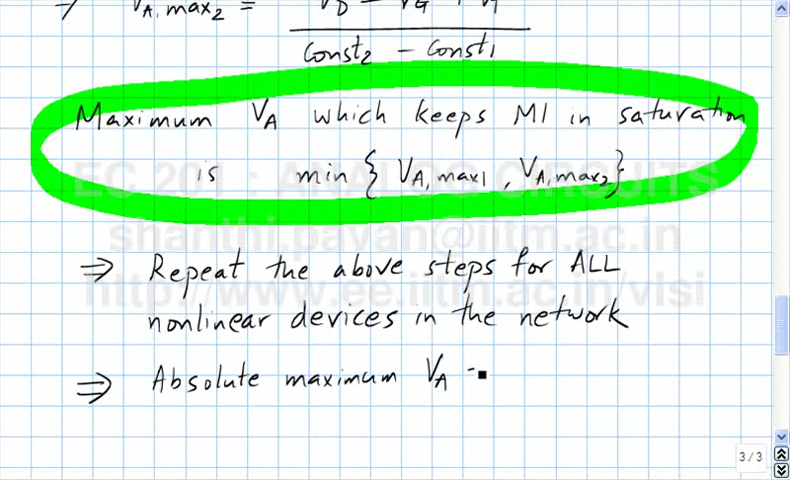 ⇒ VA, max2 =
Const2 - Const1
Maximum VA which keeps M1 in saturation
is min { VA, max1 , VA, max2 }
EC 201 : ANALOG CIRCUITS
shanthi.pavan@iitm.ac.in
http://www.ee.iitm.ac.in/vlsi
⇒ Repeat the above steps for ALL
nonlinear devices in the network
⇒ Absolute maximum VA =
3 / 3